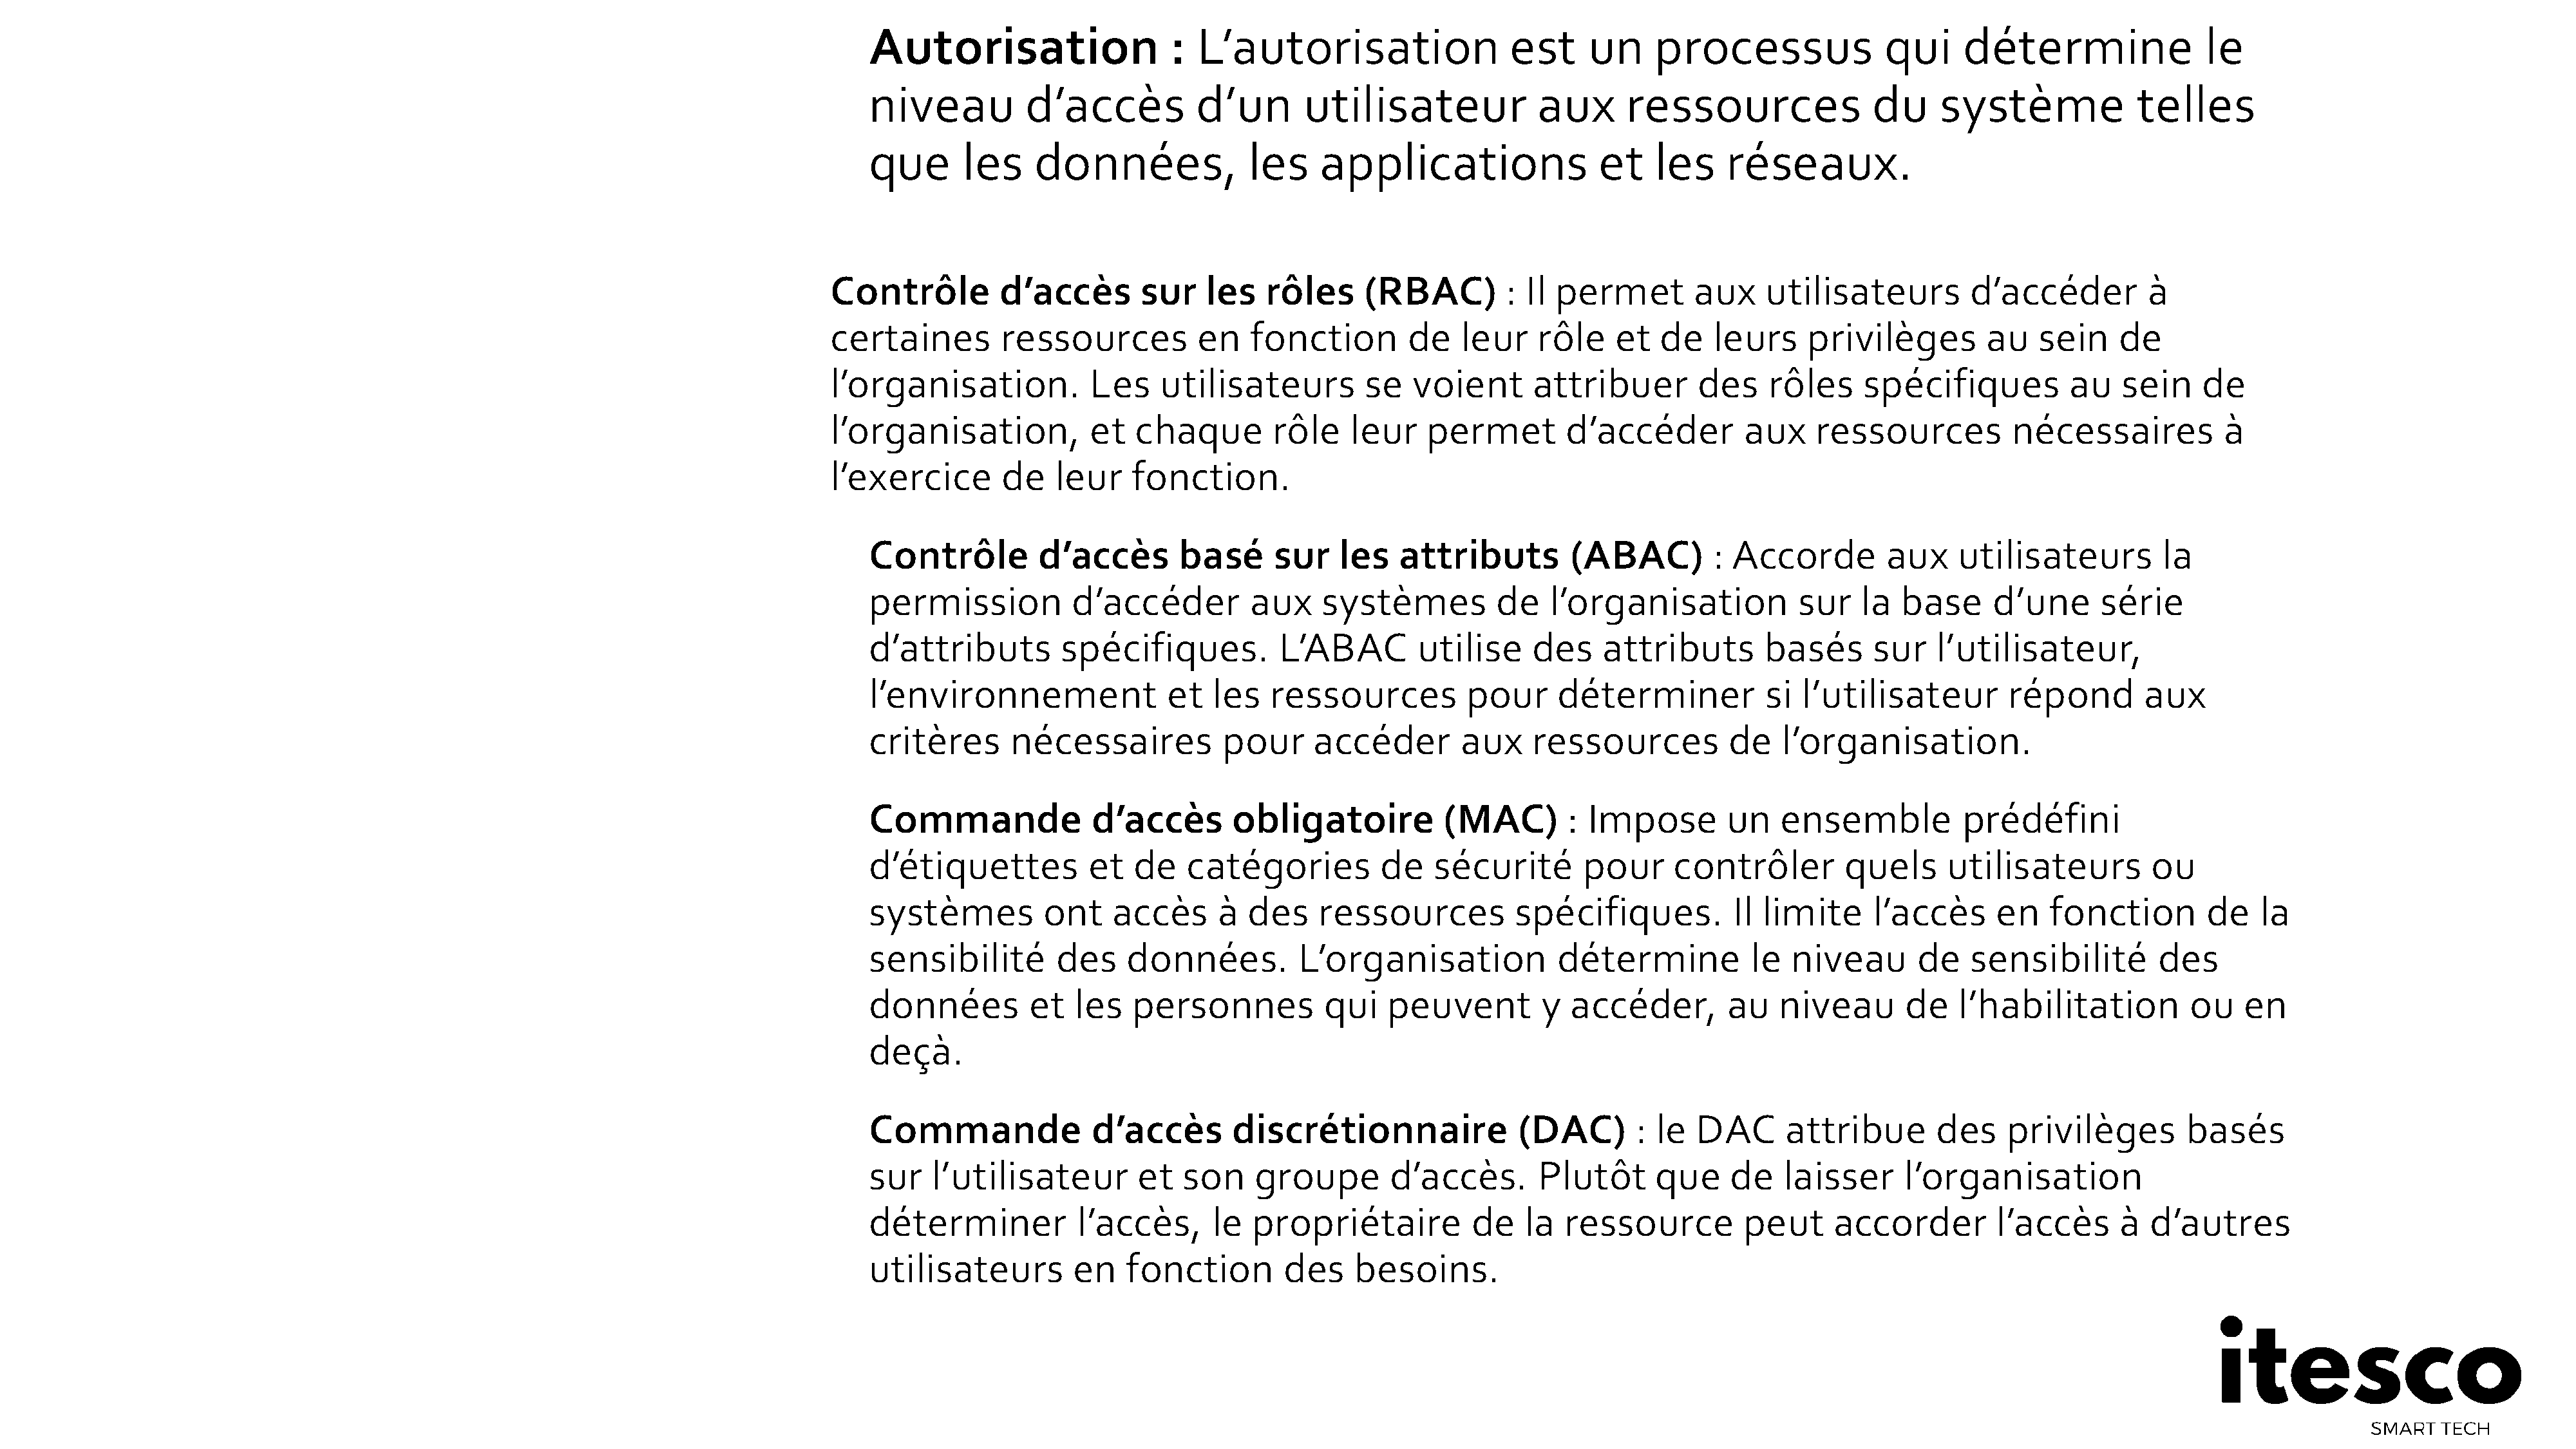 Autorisation : L’autorisation est un processus qui détermine le
niveau d’accès d’un utilisateur aux ressources du système telles
que les données, les applications et les réseaux.
Contrôle d’accès sur les rôles (RBAC) : Il permet aux utilisateurs d’accéder à
certaines ressources en fonction de leur rôle et de leurs privilèges au sein de
l’organisation. Les utilisateurs se voient attribuer des rôles spécifiques au sein de
l’organisation, et chaque rôle leur permet d’accéder aux ressources nécessaires à
l’exercice de leur fonction.
Contrôle d’accès basé sur les attributs (ABAC) : Accorde aux utilisateurs la
permission d’accéder aux systèmes de l’organisation sur la base d’une série
d’attributs spécifiques. L’ABAC utilise des attributs basés sur l’utilisateur,
l’environnement et les ressources pour déterminer si l’utilisateur répond aux
critères nécessaires pour accéder aux ressources de l’organisation.
Commande d’accès obligatoire (MAC) : Impose un ensemble prédéfini
d’étiquettes et de catégories de sécurité pour contrôler quels utilisateurs ou
systèmes ont accès à des ressources spécifiques. Il limite l’accès en fonction de la
sensibilité des données. L’organisation détermine le niveau de sensibilité des
données et les personnes qui peuvent y accéder, au niveau de l’habilitation ou en
deçà.
Commande d’accès discrétionnaire (DAC) : le DAC attribue des privilèges basés
sur l’utilisateur et son groupe d’accès. Plutôt que de laisser l’organisation
déterminer l’accès, le propriétaire de la ressource peut accorder l’accès à d’autres
utilisateurs en fonction des besoins.
itesco
SMART TECH